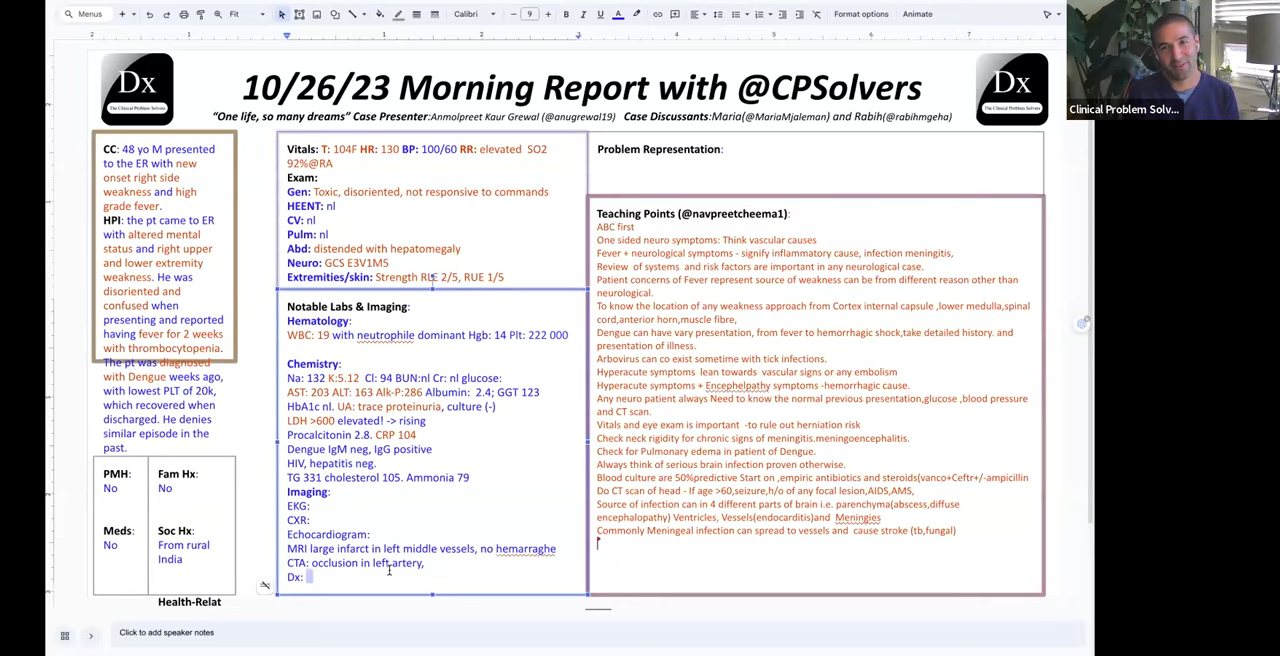 Menus
Fit
Calibri
9
Format options
Animate
2
1
1
2
3
4
5
6
7
Dx
The Clinical Problem Solvers
10/26/23 Morning Report with @CPSolvers
"One life, so many dreams" Case Presenter:Anmolpreet Kaur Grewal (@anugrewal19) Case Discussants:Maria(@MariaMjaleman) and Rabih(@rabihmgeha)
Dx
The Clinical Problem Solvers
Clinical Problem Solv...
CC: 48 yo M presented
to the ER with new
onset right side
weakness and high
grade fever.
HPI: the pt came to ER
with altered mental
status and right upper
and lower extremity
weakness. He was
disoriented and
confused when
presenting and reported
having fever for 2 weeks
with thrombocytopenia.
The pt was diagnosed
with Dengue weeks ago,
with lowest PLT of 20k,
which recovered when
discharged. He denies
similar episode in the
past.
PMH:
No
Meds:
No
Fam Hx:
No
Soc Hx:
From rural
India
Health-Relat
Vitals: T: 104F HR: 130 BP: 100/60 RR: elevated SO2
92%@RA
Exam:
Gen: Toxic, disoriented, not responsive to commands
HEENT: nl
CV: nl
Pulm: nl
Abd: distended with hepatomegaly
Neuro: GCS E3V1M5
Extremities/skin: Strength RLE 2/5, RUE 1/5
Notable Labs & Imaging:
Hematology:
WBC: 19 with neutrophile dominant Hgb: 14 Plt: 222 000
Chemistry:
Na: 132 K:5.12 Cl: 94 BUN:nl Cr: nl glucose:
AST: 203 ALT: 163 Alk-P:286 Albumin: 2.4; GGT 123
HbA1c nl. UA: trace proteinuria, culture (-)
LDH >600 elevated! -> rising
Procalcitonin 2.8. CRP 104
Dengue IgM neg, IgG positive
HIV, hepatitis neg.
TG 331 cholesterol 105. Ammonia 79
Imaging:
EKG:
CXR:
Echocardiogram:
MRI large infarct in left middle vessels, no hemarraghe
CTA: occlusion in left artery,
Dx:
Problem Representation:
Teaching Points (@navpreetcheema1):
ABC first
One sided neuro symptoms: Think vascular causes
Fever + neurological symptoms - signify inflammatory cause, infection meningitis,
Review of systems and risk factors are important in any neurological case.
Patient concerns of Fever represent source of weakness can be from different reason other than
neurological.
To know the location of any weakness approach from Cortex internal capsule ,lower medulla,spinal
cord,anterior horn,muscle fibre,
Dengue can have vary presentation, from fever to hemorrhagic shock,take detailed history. and
presentation of illness.
Arbovirus can co exist sometime with tick infections.
Hyperacute symptoms lean towards vascular signs or any embolism
Hyperacute symptoms + Encephelpathy symptoms -hemorrhagic cause.
Any neuro patient always Need to know the normal previous presentation,glucose ,blood pressure
and CT scan.
Vitals and eye exam is important -to rule out herniation risk
Check neck rigidity for chronic signs of meningitis.meningoencephalitis.
Check for Pulmonary edema in patient of Dengue.
Always think of serious brain infection proven otherwise.
Blood culture are 50%predictive Start on ,empiric antibiotics and steroids(vanco+Ceftr+/-ampicillin
Do CT scan of head - If age >60,seizure,h/o of any focal lesion,AIDS,AMS,
Source of infection can in 4 different parts of brain i.e. parenchyma(abscess,diffuse
encephalopathy) Ventricles, Vessels(endocarditis)and Meningies
Commonly Meningeal infection can spread to vessels and cause stroke (tb,fungal)
Click to add speaker notes